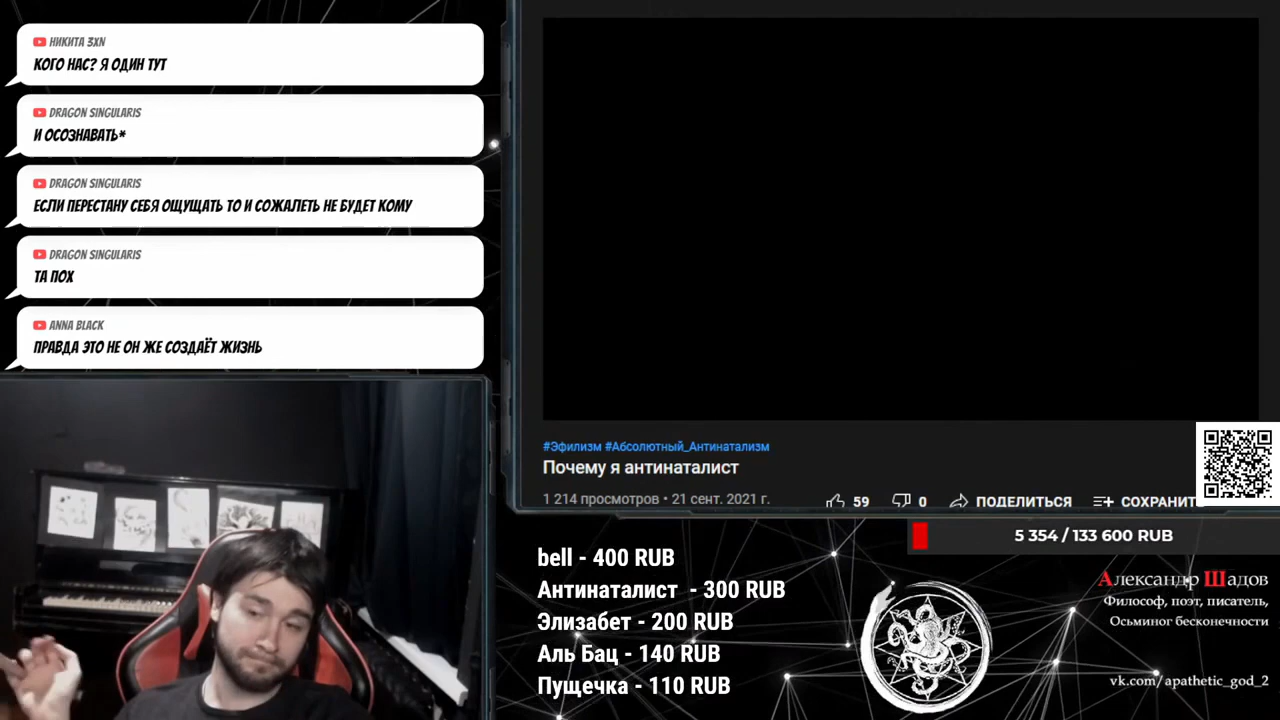 НИКИТА ЗХN
КОГО НАС? Я ОДИН ТУТ
DRAGON SINGULARIS
И ОСОЗНАВАТЬ*
DRAGON SINGULARIS
ЕСЛИ ПЕРЕСТАНУ СЕБЯ ОЩУЩАТЬ ТО И СОЖАЛЕТЬ НЕ БУДЕТ КОМУ
DRAGON SINGULARIS
ТА ПОХ
ANNA BLACK
ПРАВДА ЭТО НЕ ОН ЖЕ СОЗДАЁТ ЖИЗНЬ
#Эфилизм #Абсолютный_Антинатализм
Почему я антинаталист
1 214 просмотров • 21 сент. 2021 г.
59
0
ПОДЕЛИТЬСЯ
СОХРАНИТЬ
5 354 / 133 600 RUB
bell - 400 RUB
Антинаталист - 300 RUB
Элизабет - 200 RUB
Аль Бац - 140 RUB
Пущечка - 110 RUB
Александр Шадов
Философ, поэт, писатель,
Осьминог бесконечности
vk.com/apathetic_god_2